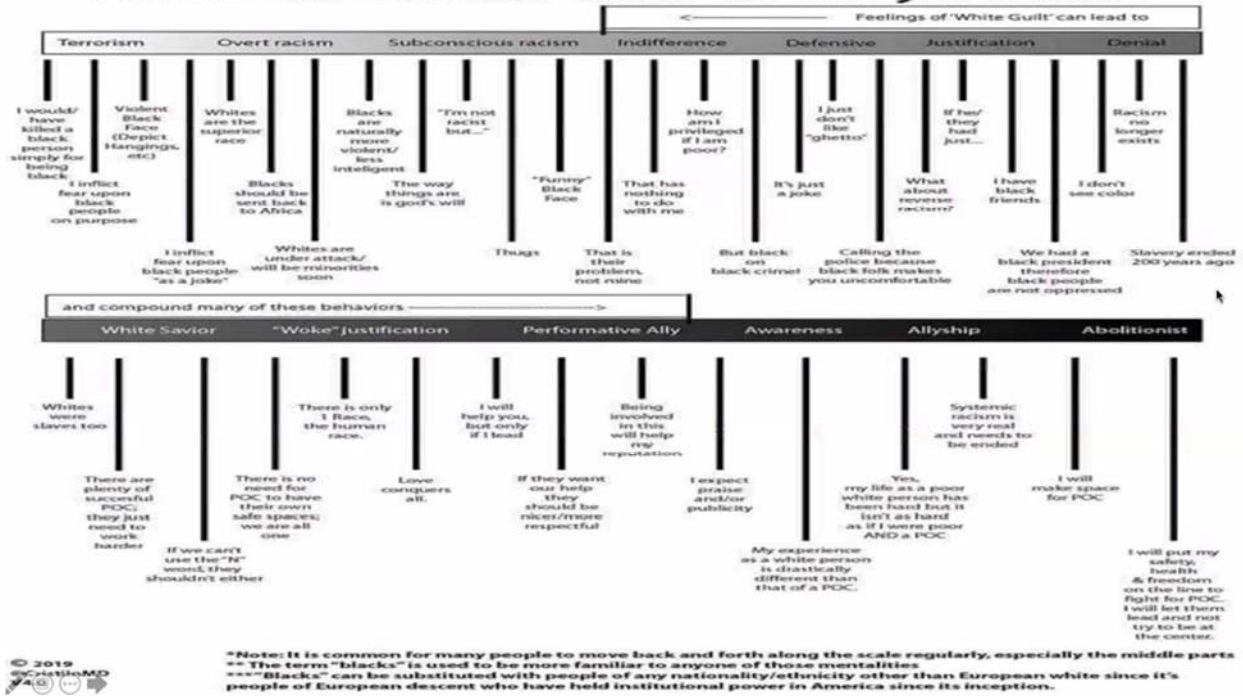 <———— Feelings of 'White Guilt' can lead to
Terrorism Overt racism Subconscious racism Indifference Defensive Justification Denial
I would/
have
killed a
black
person
simply for
being
black
I inflict
fear upon
black
people
on purpose
Violent
Black
Face
(Depict
Hangings,
etc)
I inflict
fear upon
black people
"as a joke"
Whites
are the
superior
race
Blacks
should be
sent back
to Africa
Whites are
under attack/
will be minorities
soon
Blacks
are
naturally
more
violent/
less
inteligent
The way
things are
is god's will
"I'm not
racist
but..."
Thugs
"Funny"
Black
Face
That is
their
problem,
not mine
That has
nothing
to do
with me
How
am I
privileged
if I am
poor?
But black
on
black crime!
It's just
a joke
I just
don't
like
"ghetto"
Calling the
police because
black folk makes
you uncomfortable
What
about
reverse
racism?
If he/
they
had
just...
I have
black
friends
We had a
black president
therefore
black people
are not oppressed
I don't
see color
Racism
no
longer
exists
Slavery ended
200 years ago
and compound many of these behaviors ————>
White Savior "Woke" justification Performative Ally Awareness Allyship Abolitionist
Whites
were
slaves too
There are
plenty of
succesful
POC;
they just
need to
work
harder
If we can't
use the "N"
word, they
shouldn't either
There is no
need for
POC to have
their own
safe spaces;
we are all
one
There is only
1 Race,
the human
race.
Love
conquers
all.
I will
help you,
but only
if I lead
If they want
our help
they
should be
nicer/more
respectful
Being
involved
in this
will help
my
reputation
I expect
praise
and/or
publicity
My experience
as a white person
is drastically
different than
that of a POC.
Yes,
my life as a poor
white person has
been hard but it
isn't as hard
as if I were poor
AND a POC
Systemic
racism is
very real
and needs to
be ended
I will
make space
for POC
I will put my
safety,
health
& freedom
on the line to
fight for POC.
I will let them
lead and not
try to be at
the center.
*Note: It is common for many people to move back and forth along the scale regularly, especially the middle parts
** The term "blacks" is used to be more familiar to anyone of those mentalities
***"Blacks" can be substituted with people of any nationality/ethnicity other than European white since it's
people of European descent who have held institutional power in America since its inception.
© 2019